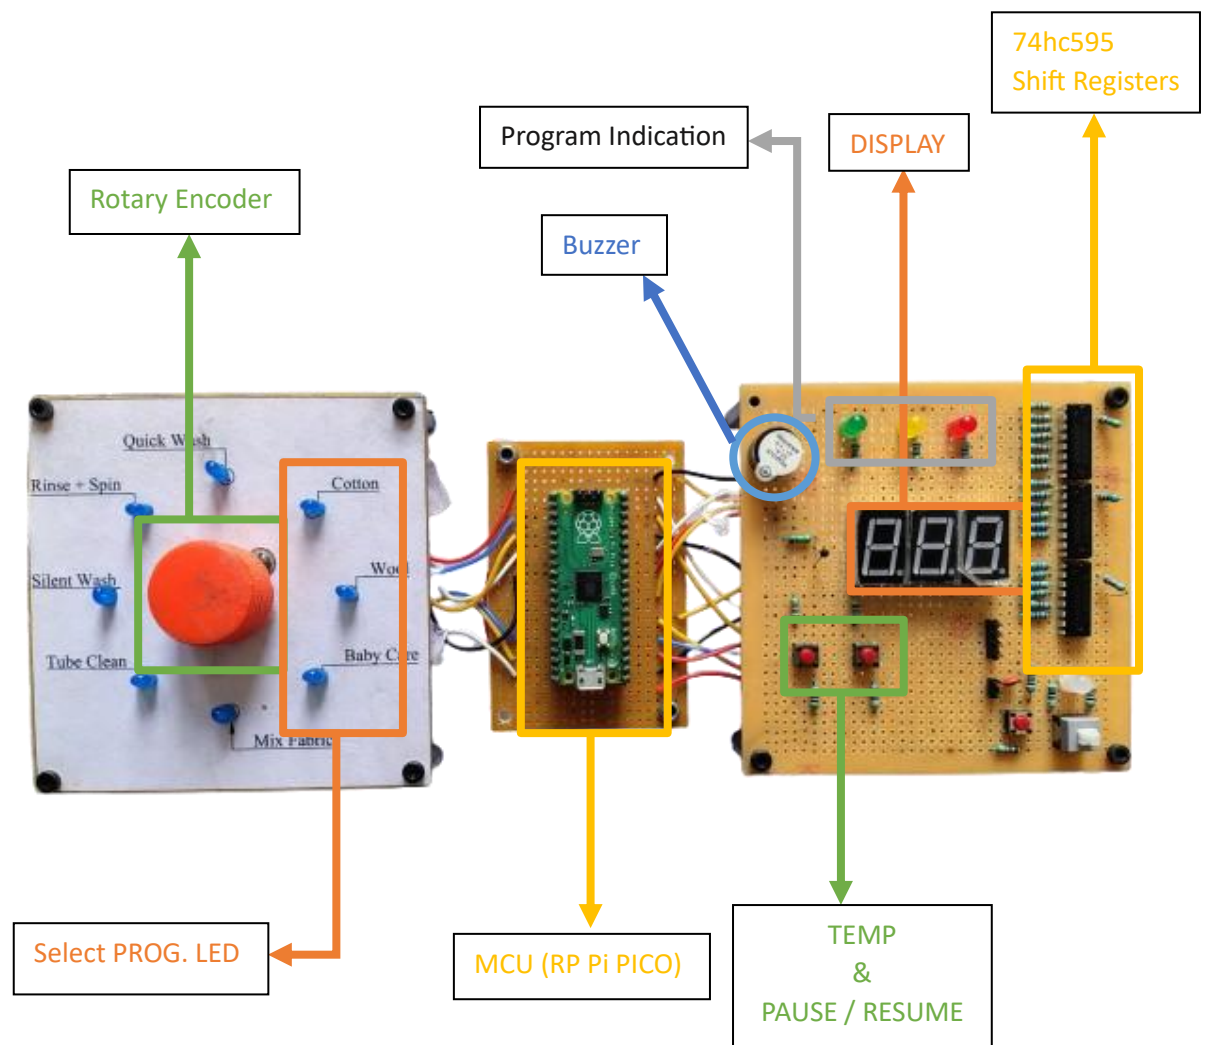 74hc595
Shift Registers
Program Indication
DISPLAY
Rotary Encoder
Buzzer
Quick Wash
Rinse + Spin
Cotton
Silent Wash
Wool
Tube Clean
Baby Care
Mix Fabric
Select PROG. LED
MCU (RP Pi PICO)
TEMP
&
PAUSE / RESUME